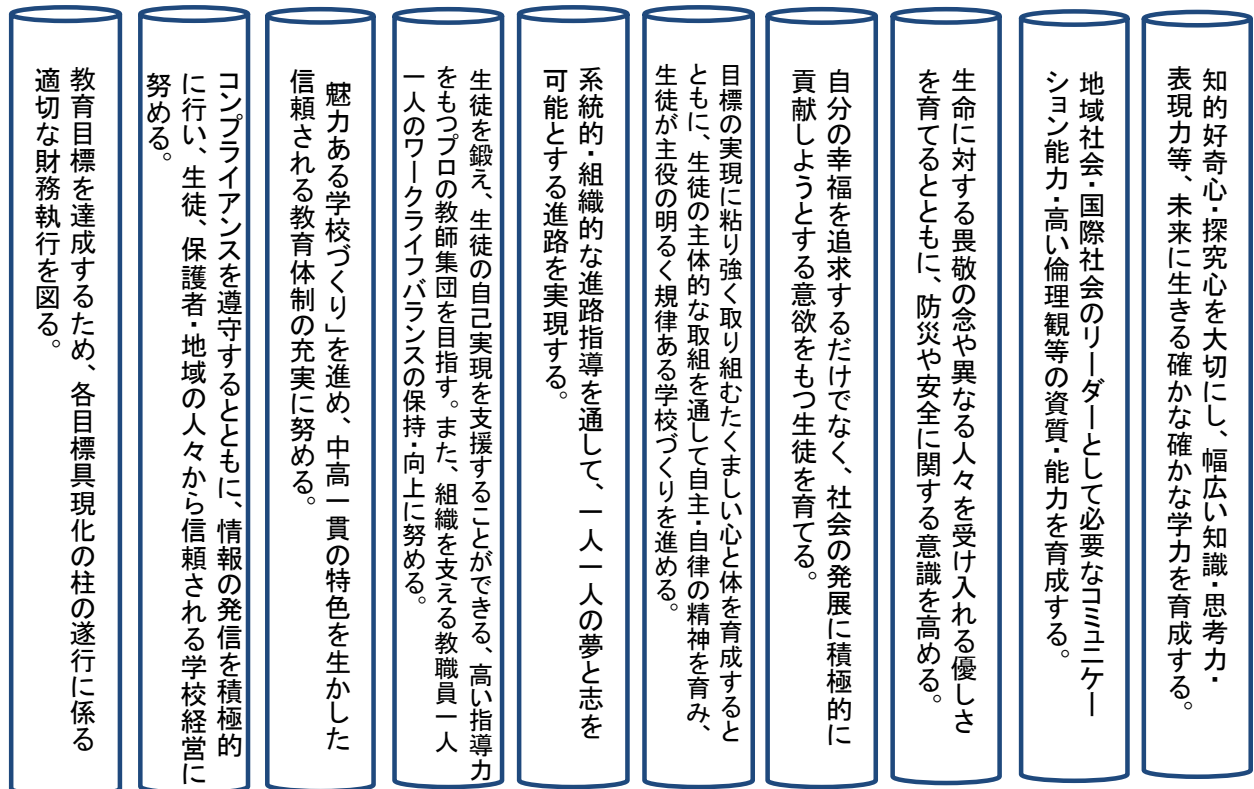 知的好奇心・探究心を大切にし、幅広い知識・思考力・
表現力等、未来に生きる確かな確かな学力を育成する。
地域社会・国際社会のリーダーとして必要なコミュニケー
ション能力・高い倫理観等の資質・能力を育成する。
生命に対する畏敬の念や異なる人々を受け入れる優しさ
を育てるとともに、防災や安全に関する意識を高める。
自分の幸福を追求するだけでなく、社会の発展に積極的に
貢献しようとする意欲をもつ生徒を育てる。
目標の実現に粘り強く取り組むたくましい心と体を育成すると
ともに、生徒の主体的な取組を通して自主・自律の精神を育み、
生徒が主役の明るく規律ある学校づくりを進める。
系統的・組織的な進路指導を通して、一人一人の夢と志を
可能とする進路を実現する。
生徒を鍛え、生徒の自己実現を支援することができる、高い指導力
をもつプロの教師集団を目指す。また、組織を支える教職員一人
一人のワークライフバランスの保持・向上に努める。
魅力ある学校づくり」を進め、中高一貫の特色を生かした
信頼される教育体制の充実に努める。
コンプライアンスを遵守するとともに、情報の発信を積極的
に行い、生徒、保護者・地域の人々から信頼される学校経営に
努める。
教育目標を達成するため、各目標具現化の柱の遂行に係る
適切な財務執行を図る。